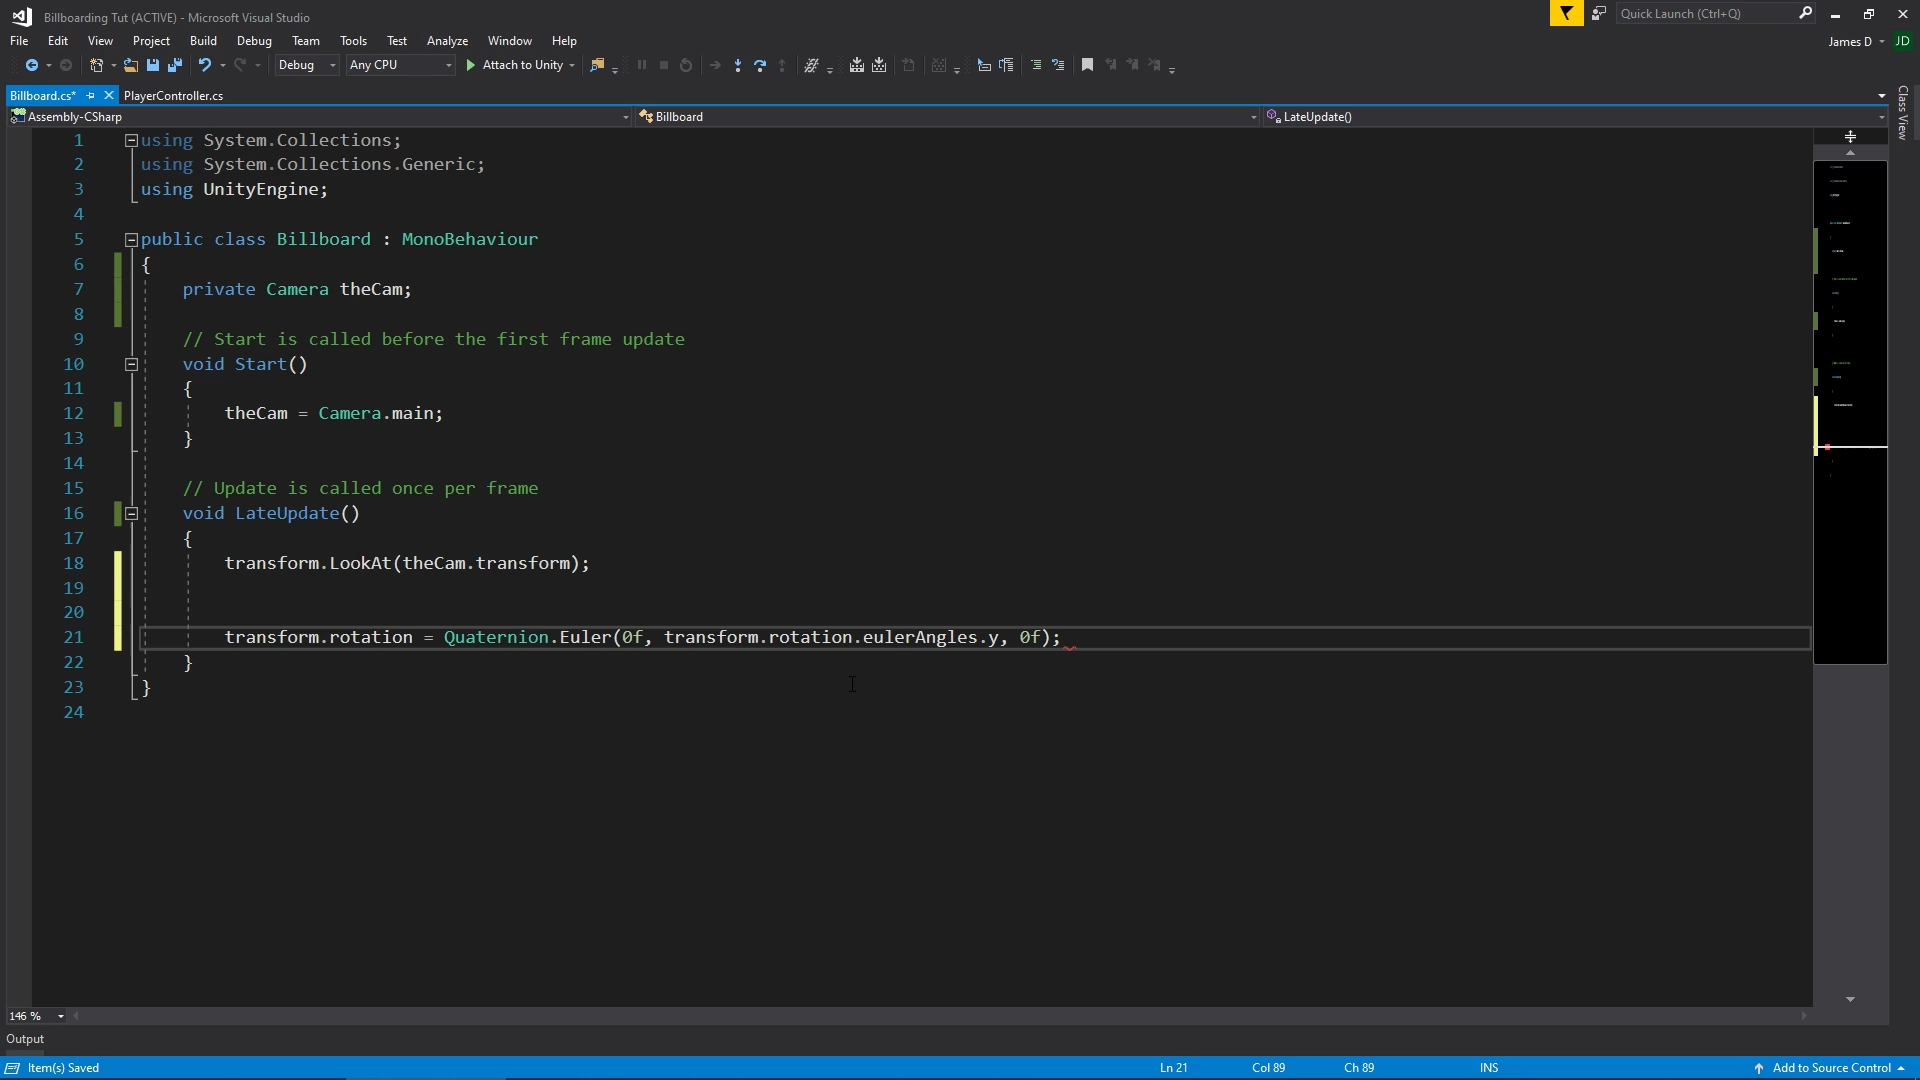 Billboarding Tut (ACTIVE) - Microsoft Visual Studio
Quick Launch (Ctrl+Q)
File Edit View Project Build Debug Team Tools Test Analyze Window Help
James D JD
Debug Any CPU Attach to Unity
Billboard.cs* PlayerController.cs
Class View
Assembly-CSharp Billboard LateUpdate()
1 using System.Collections;
2 using System.Collections.Generic;
3 using UnityEngine;
4
5 public class Billboard : MonoBehaviour
6 {
7 private Camera theCam;
8
9 // Start is called before the first frame update
10 void Start()
11 {
12 theCam = Camera.main;
13 }
14
15 // Update is called once per frame
16 void LateUpdate()
17 {
18 transform.LookAt(theCam.transform);
19
20
21 transform.rotation = Quaternion.Euler(0f, transform.rotation.eulerAngles.y, 0f);
22 }
23 }
24
146 %
Output
Item(s) Saved Ln 21 Col 89 Ch 89 INS Add to Source Control